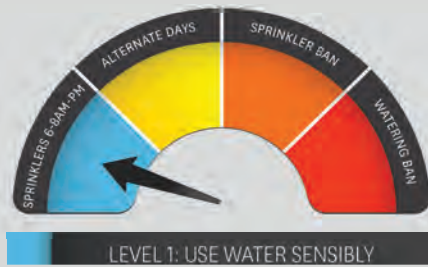 SPRINKLERS 6-8AM-PM
ALTERNATE DAYS
SPRINKLER BAN
WATERING BAN
LEVEL 1: USE WATER SENSIBLY